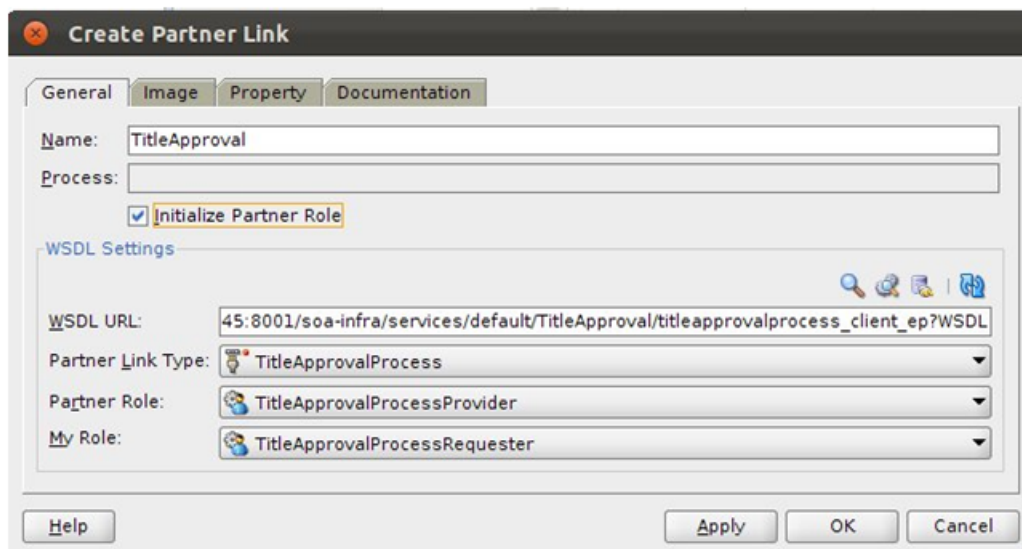 Create Partner Link
General Image Property Documentation
Name: TitleApproval
Process:
Initialize Partner Role
WSDL Settings
WSDL URL: 45:8001/soa-infra/services/default/TitleApproval/titleapprovalprocess_client_ep?WSDL
Partner Link Type: TitleApprovalProcess
Partner Role: TitleApprovalProcessProvider
My Role: TitleApprovalProcessRequester
Help Apply OK Cancel